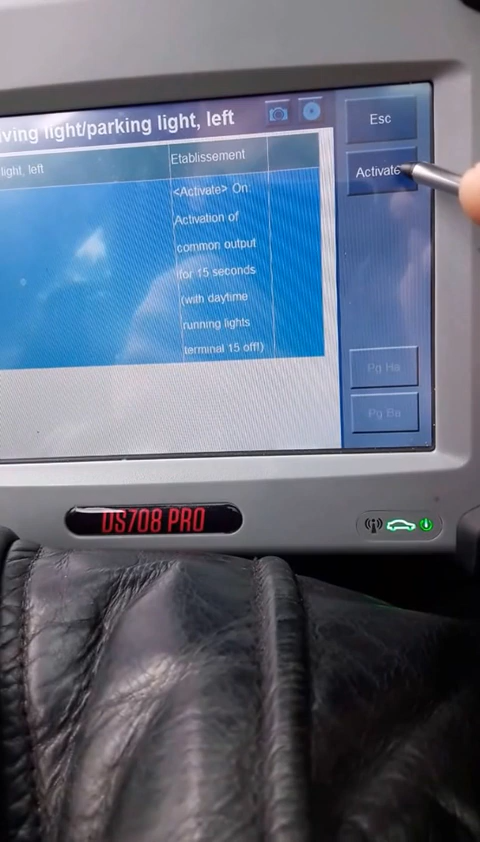 ving light/parking light, left
light, left
Etablissement
<Activate> On:
Activation of
common output
for 15 seconds
(with daytime
running lights
terminal 15 off!)
Esc
Activate
Pg Ha
Pg Ba
DS708 PRO